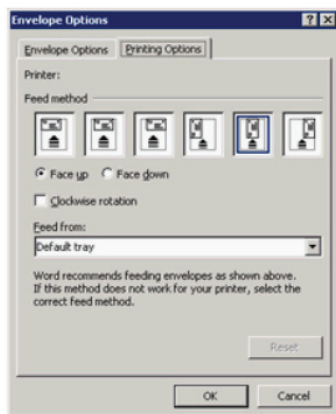 Envelope Options
Envelope Options
Printing Options
Printer:
Feed method
Face up
Face down
Clockwise rotation
Feed from:
Default tray
Word recommends feeding envelopes as shown above.
If this method does not work for your printer, select the
correct feed method.
Reset
OK
Cancel